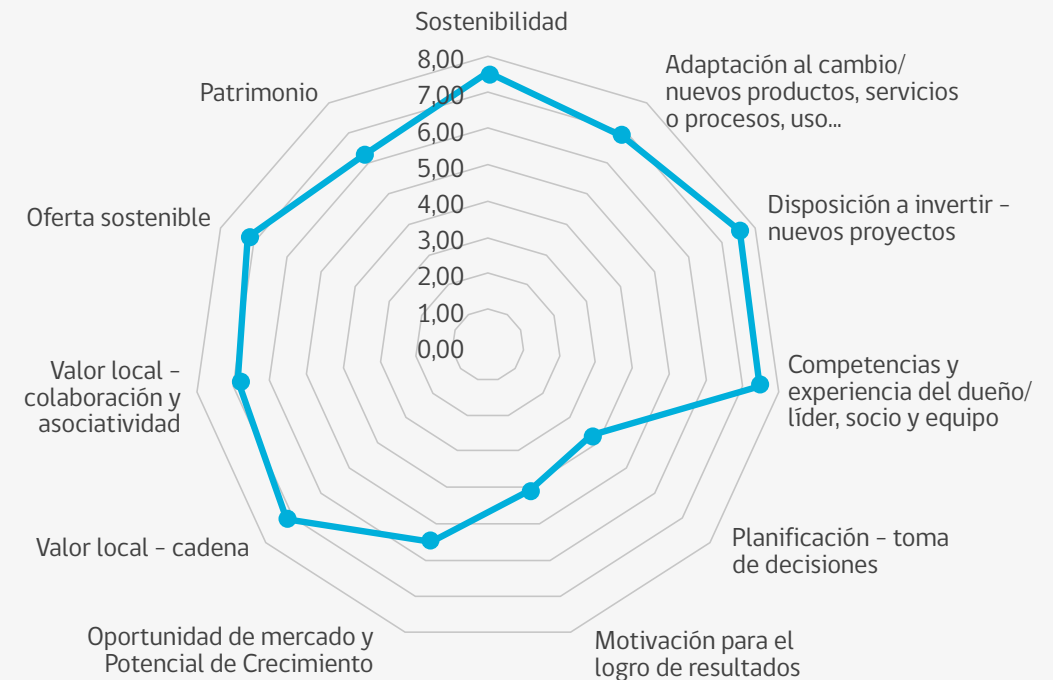 Sostenibilidad
Adaptación al cambio/
nuevos productos, servicios
o procesos, uso...
Disposición a invertir –
nuevos proyectos
Competencias y
experiencia del dueño/
líder, socio y equipo
Planificación – toma
de decisiones
Motivación para el
logro de resultados
Oportunidad de mercado y
Potencial de Crecimiento
Valor local – cadena
Valor local –
colaboración y
asociatividad
Oferta sostenible
Patrimonio
8,00
7,00
6,00
5,00
4,00
3,00
2,00
1,00
0,00